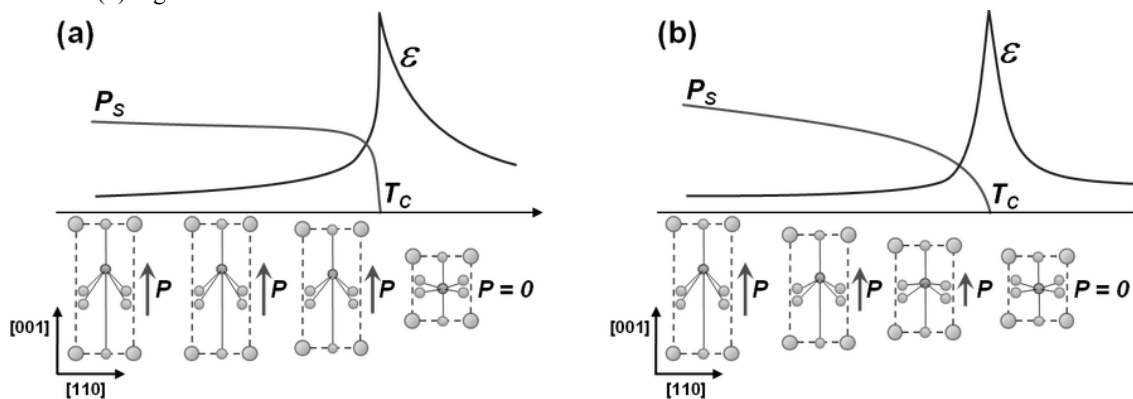 (a)
ε
P_S
T_C
P
P
P
P = 0
[001]
[110]
(b)
ε
P_S
T_C
P
P
P
P = 0
[001]
[110]